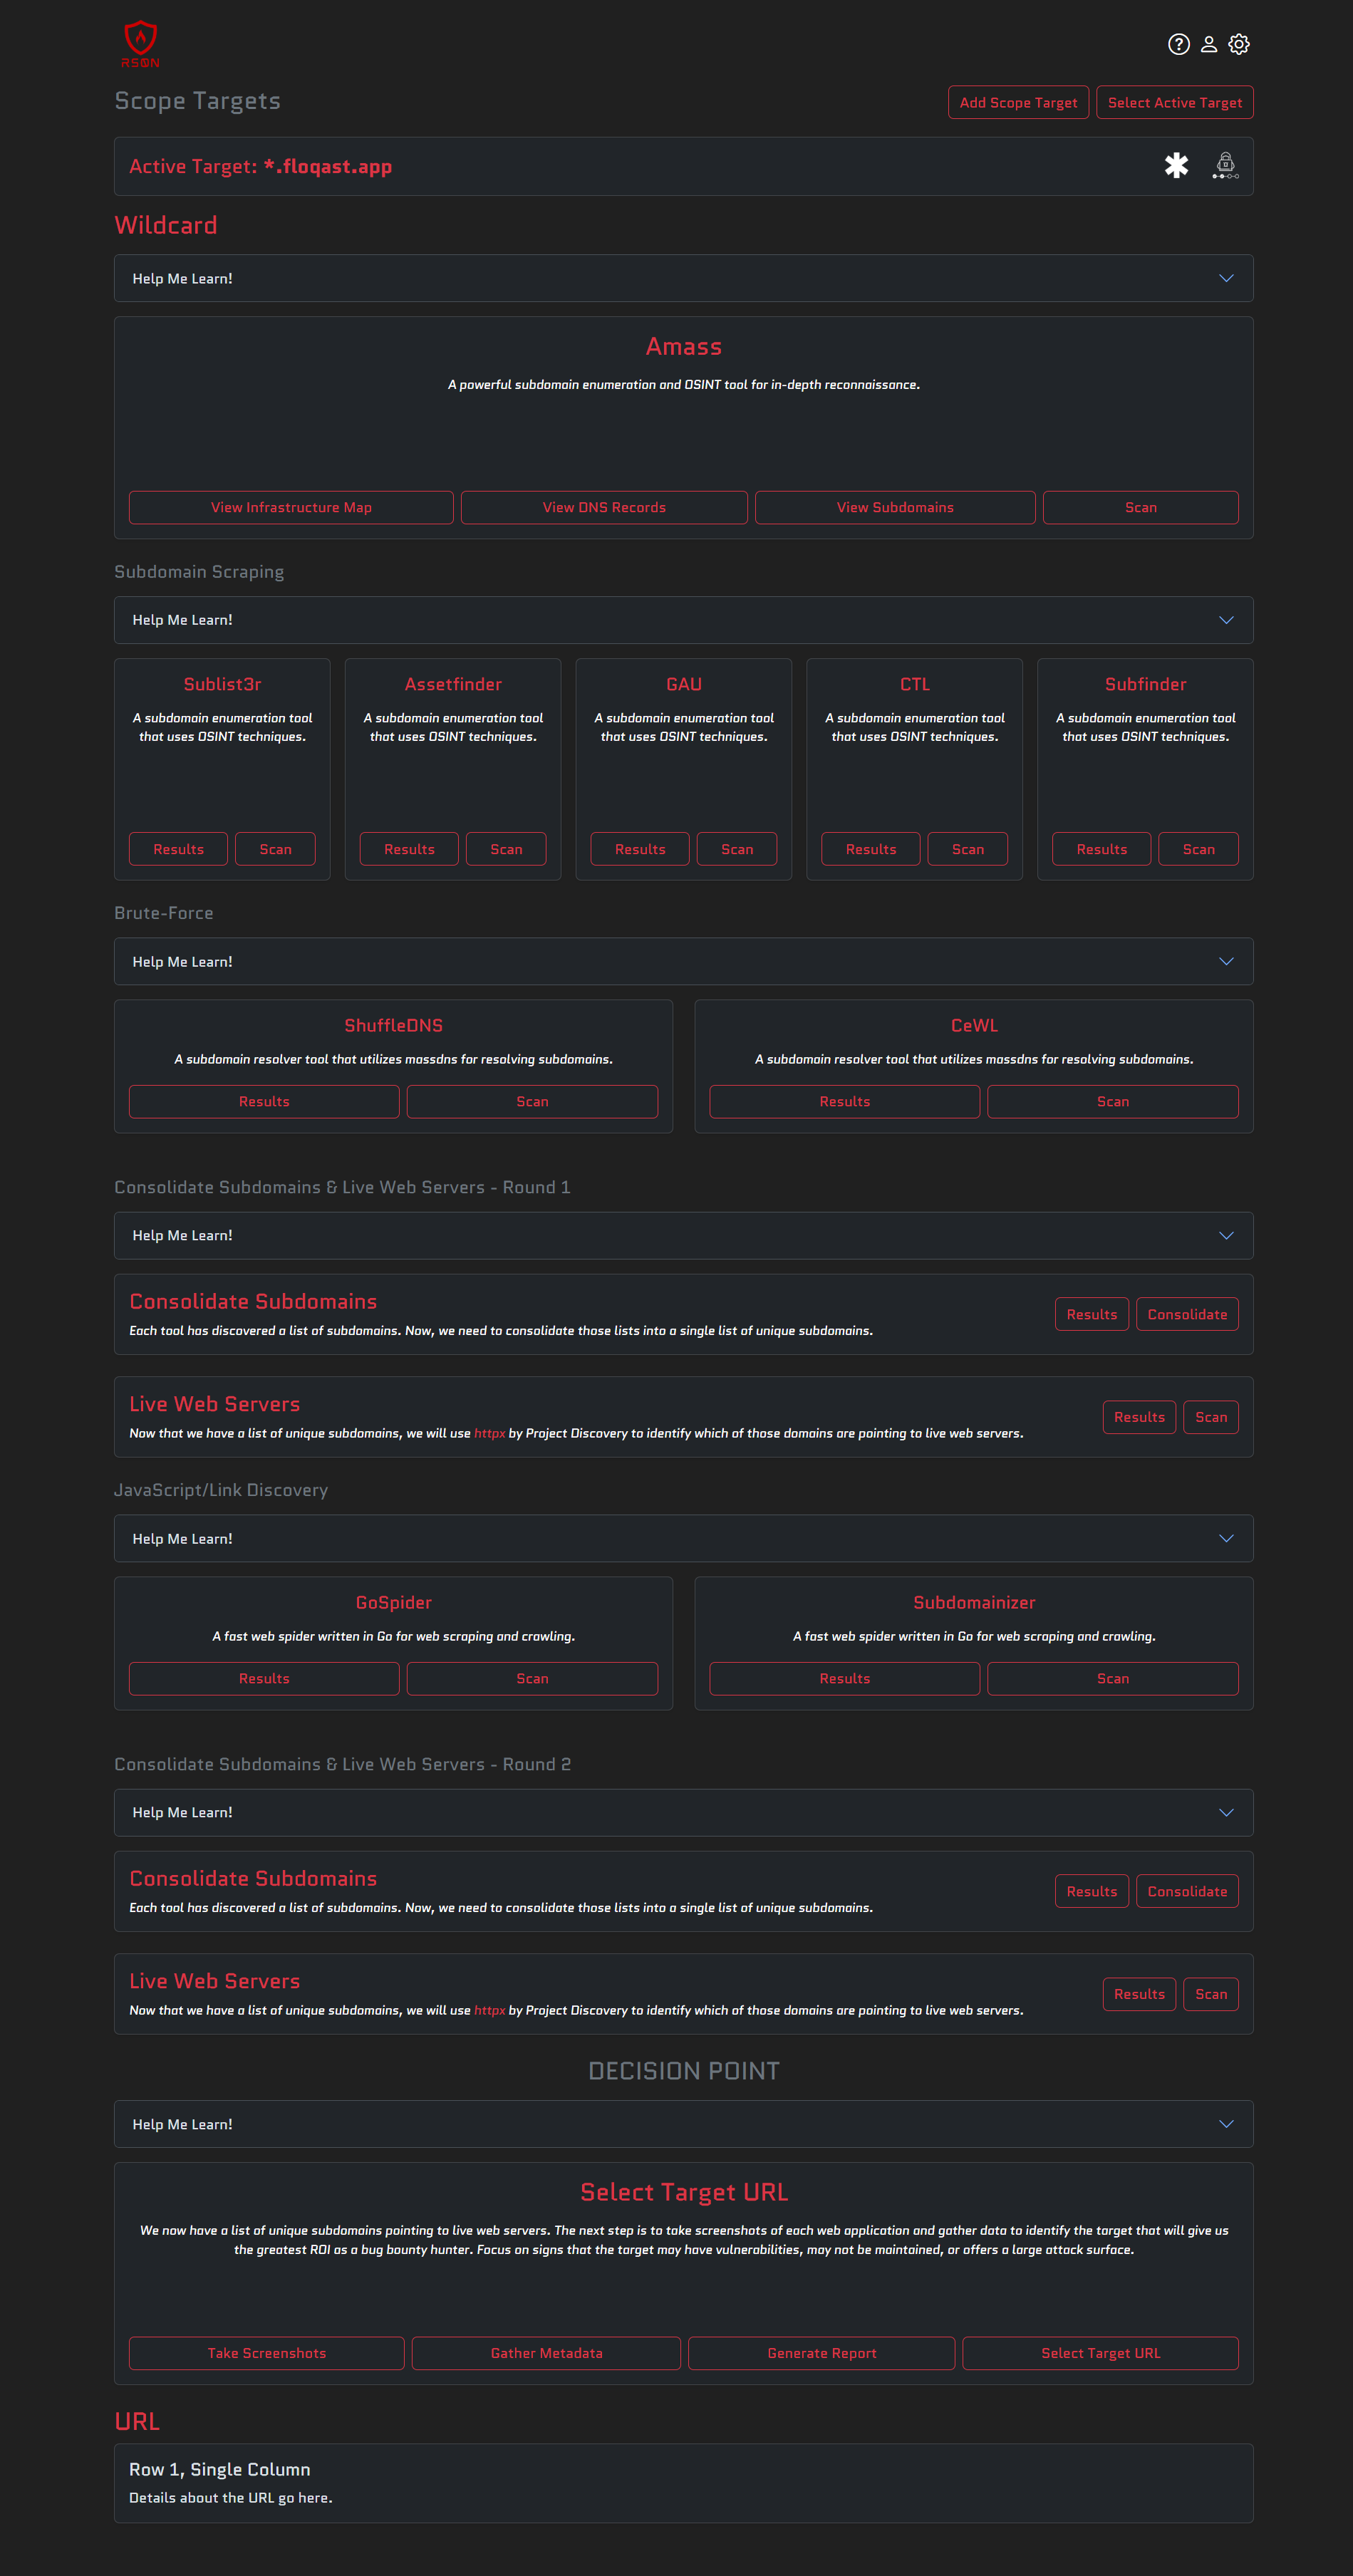 RS0N
Scope Targets
Add Scope Target
Select Active Target
Active Target: *.floqast.app
Wildcard
Help Me Learn!
Amass
A powerful subdomain enumeration and OSINT tool for in-depth reconnaissance.
View Infrastructure Map
View DNS Records
View Subdomains
Scan
Subdomain Scraping
Help Me Learn!
Sublist3r
A subdomain enumeration tool
that uses OSINT techniques.
Results
Scan
Assetfinder
A subdomain enumeration tool
that uses OSINT techniques.
Results
Scan
GAU
A subdomain enumeration tool
that uses OSINT techniques.
Results
Scan
CTL
A subdomain enumeration tool
that uses OSINT techniques.
Results
Scan
Subfinder
A subdomain enumeration tool
that uses OSINT techniques.
Results
Scan
Brute-Force
Help Me Learn!
ShuffleDNS
A subdomain resolver tool that utilizes massdns for resolving subdomains.
Results
Scan
CeWL
A subdomain resolver tool that utilizes massdns for resolving subdomains.
Results
Scan
Consolidate Subdomains & Live Web Servers - Round 1
Help Me Learn!
Consolidate Subdomains
Each tool has discovered a list of subdomains. Now, we need to consolidate those lists into a single list of unique subdomains.
Results
Consolidate
Live Web Servers
Now that we have a list of unique subdomains, we will use httpx by Project Discovery to identify which of those domains are pointing to live web servers.
Results
Scan
JavaScript/Link Discovery
Help Me Learn!
GoSpider
A fast web spider written in Go for web scraping and crawling.
Results
Scan
Subdomainizer
A fast web spider written in Go for web scraping and crawling.
Results
Scan
Consolidate Subdomains & Live Web Servers - Round 2
Help Me Learn!
Consolidate Subdomains
Each tool has discovered a list of subdomains. Now, we need to consolidate those lists into a single list of unique subdomains.
Results
Consolidate
Live Web Servers
Now that we have a list of unique subdomains, we will use httpx by Project Discovery to identify which of those domains are pointing to live web servers.
Results
Scan
DECISION POINT
Help Me Learn!
Select Target URL
We now have a list of unique subdomains pointing to live web servers. The next step is to take screenshots of each web application and gather data to identify the target that will give us
the greatest ROI as a bug bounty hunter. Focus on signs that the target may have vulnerabilities, may not be maintained, or offers a large attack surface.
Take Screenshots
Gather Metadata
Generate Report
Select Target URL
URL
Row 1, Single Column
Details about the URL go here.